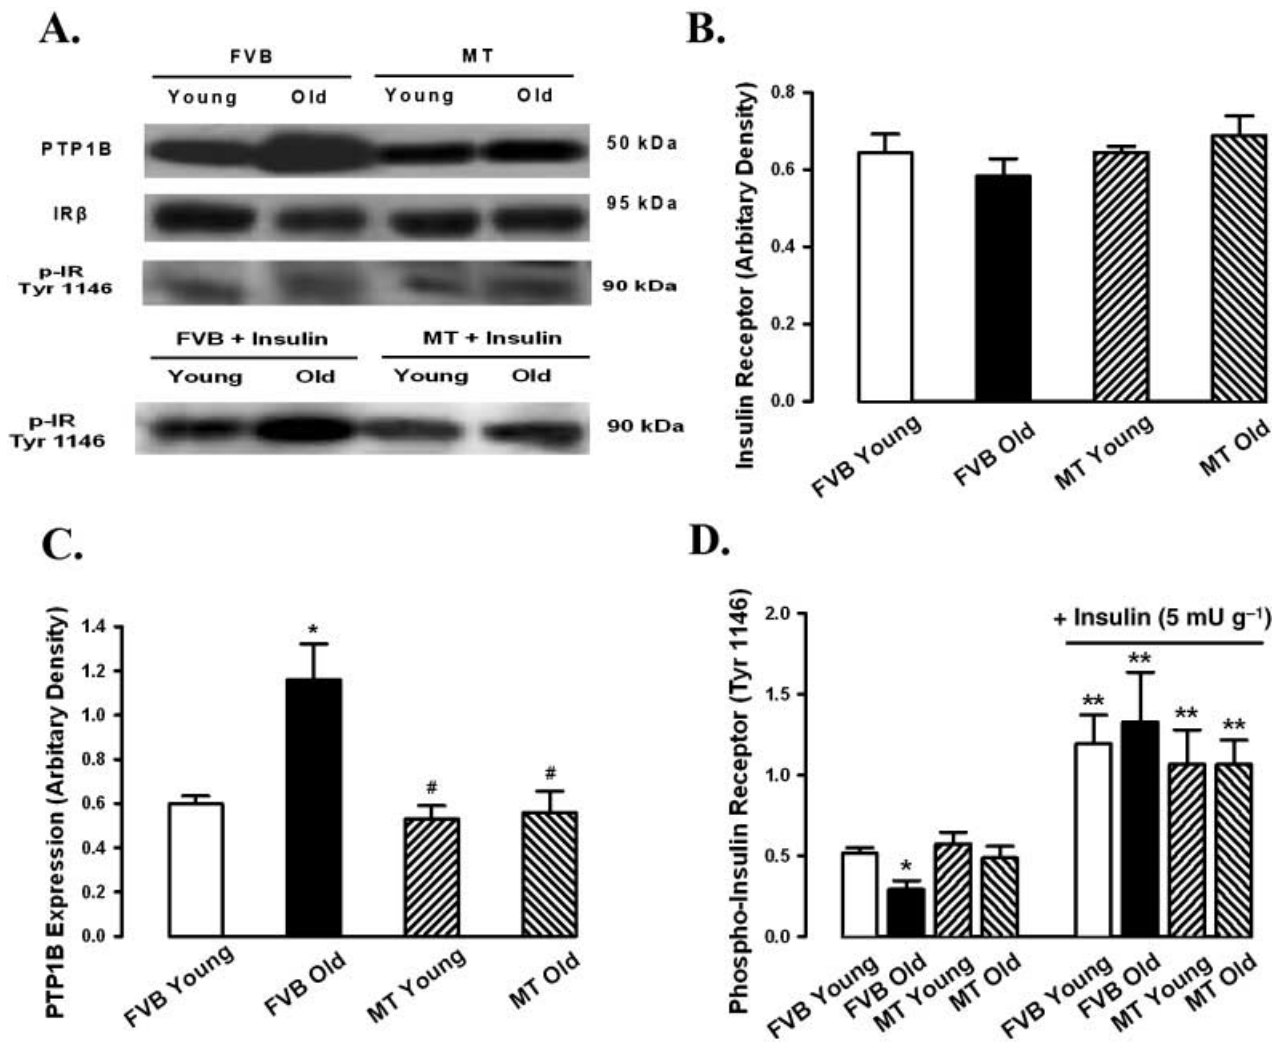 A.
FVB MT
Young Old Young Old
PTP1B 50 kDa
IRβ 95 kDa
p-IR
Tyr 1146 90 kDa
FVB + Insulin MT + Insulin
Young Old Young Old
p-IR
Tyr 1146 90 kDa
B.
Insulin Receptor (Arbitary Density)
0.8
0.6
0.4
0.2
0.0
FVB Young FVB Old MT Young MT Old
C.
PTP1B Expression (Arbitary Density)
1.4
1.2
1.0
0.8
0.6
0.4
0.2
0.0
*
#
#
FVB Young FVB Old MT Young MT Old
D.
Phospho-Insulin Receptor (Tyr 1146)
2.0
1.5
1.0
0.5
0.0
+ Insulin (5 mU g⁻¹)
*
** ** ** **
FVB Young FVB Old MT Young MT Old FVB Young FVB Old MT Young MT Old